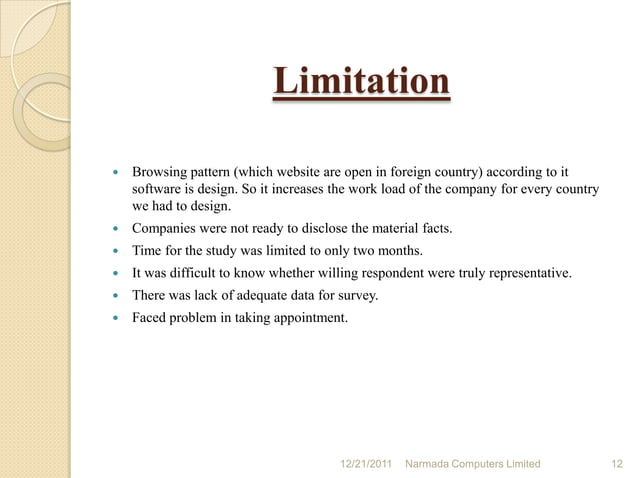 Limitation
• Browsing pattern (which website are open in foreign country) according to it
software is design. So it increases the work load of the company for every country
we had to design.
• Companies were not ready to disclose the material facts.
• Time for the study was limited to only two months.
• It was difficult to know whether willing respondent were truly representative.
• There was lack of adequate data for survey.
• Faced problem in taking appointment.
12/21/2011 Narmada Computers Limited 12